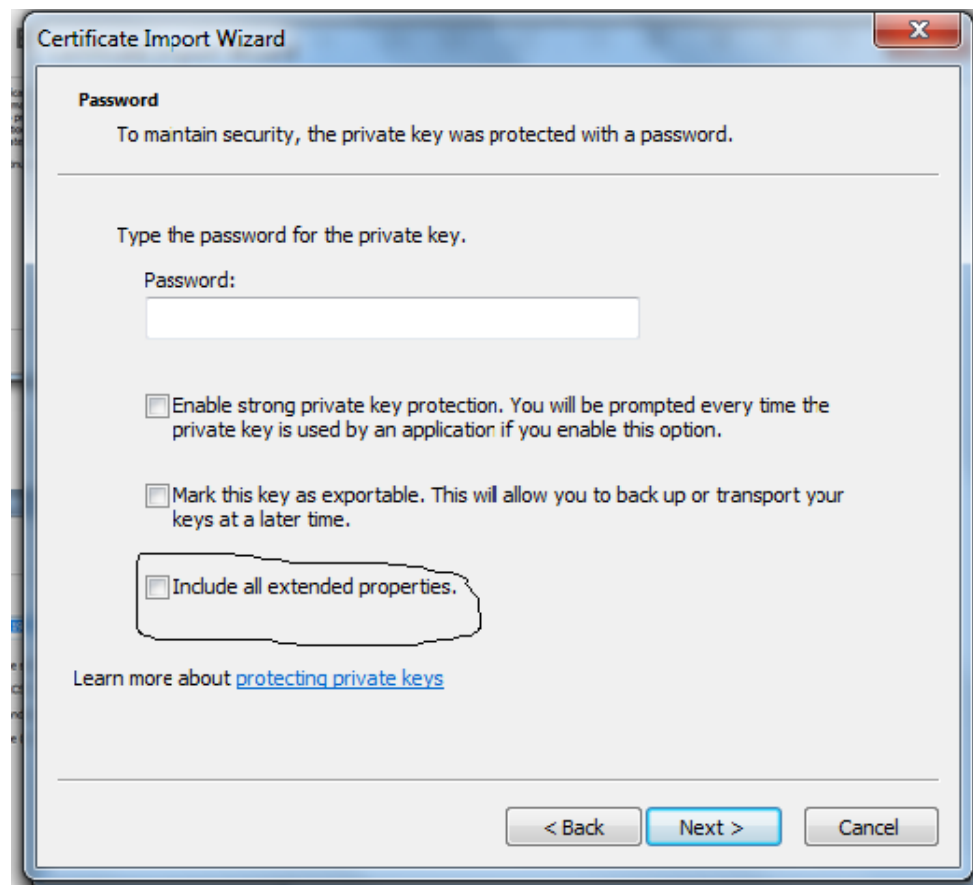 Certificate Import Wizard
Password
To mantain security, the private key was protected with a password.
Type the password for the private key.
Password:
Enable strong private key protection. You will be prompted every time the
private key is used by an application if you enable this option.
Mark this key as exportable. This will allow you to back up or transport your
keys at a later time.
Include all extended properties.
Learn more about protecting private keys
< Back Next > Cancel